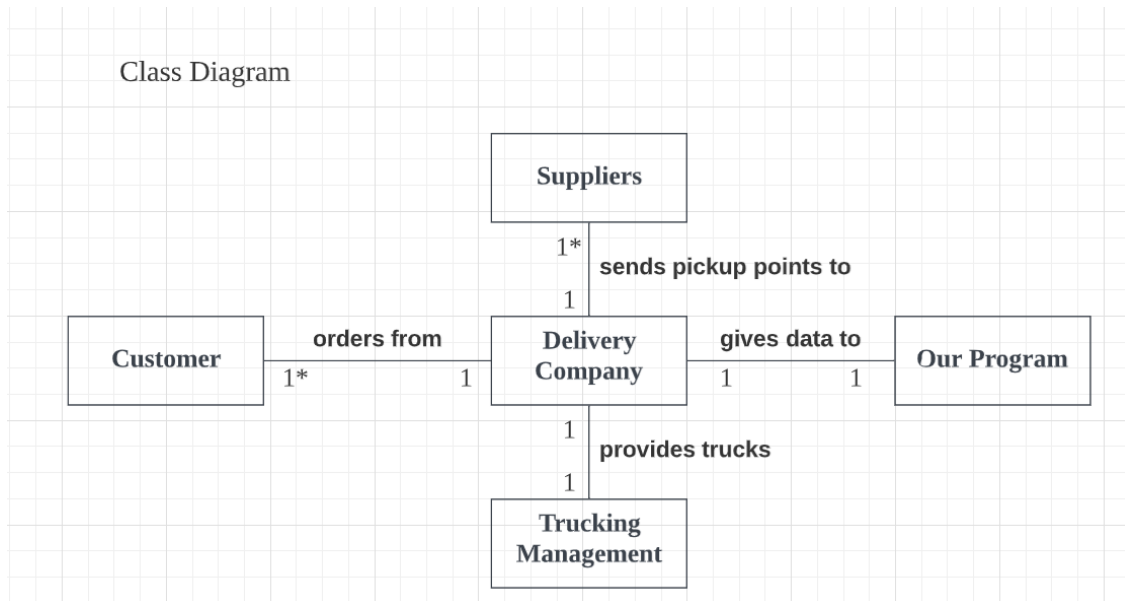 Class Diagram
Suppliers
1*
sends pickup points to
1
Customer
orders from
1*
1
Delivery
Company
gives data to
1
1
Our Program
1
provides trucks
1
Trucking
Management